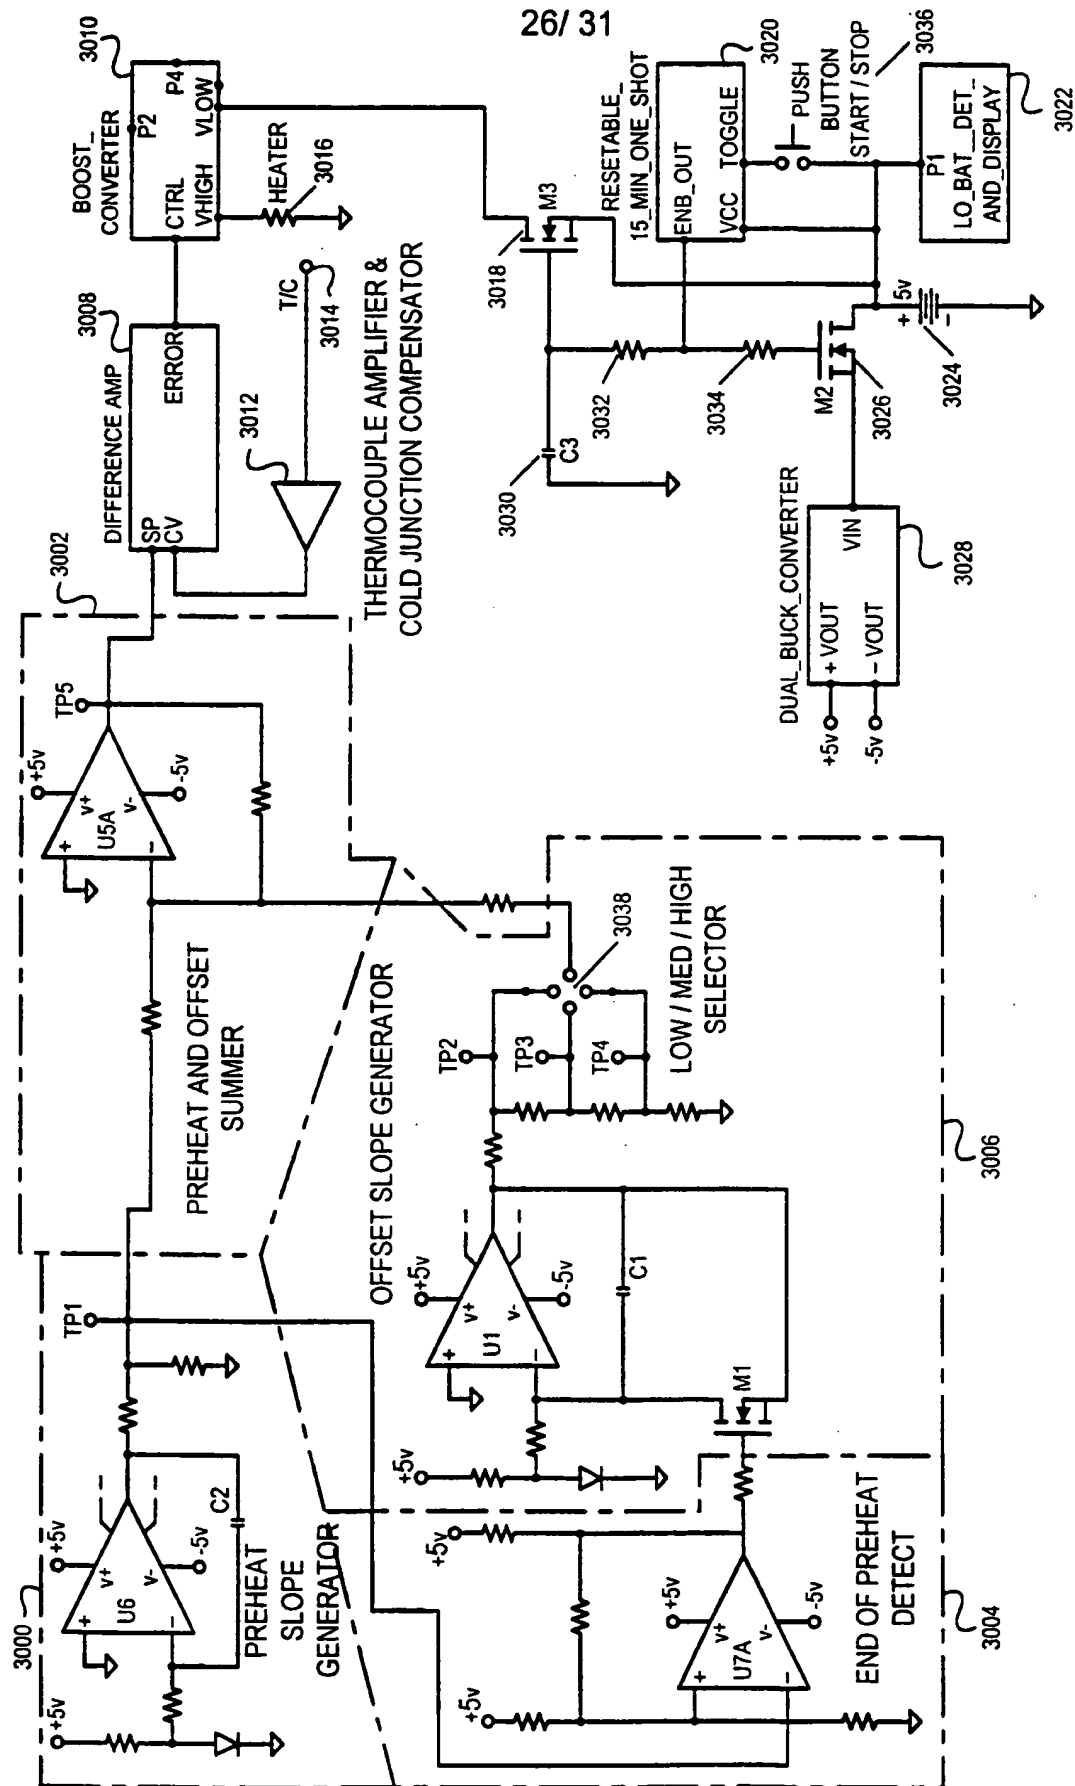 26/ 31
3000
+5v
+5v
U6
+
-
v+
v-
-5v
C2
PREHEAT
SLOPE
GENERATOR
TP1
PREHEAT AND OFFSET
SUMMER
+5v
U5A
+
-
v+
v-
-5v
TP5
3002
DIFFERENCE AMP
3008
SP
CV
ERROR
3012
T/C
3014
THERMOCOUPLE AMPLIFIER &
COLD JUNCTION COMPENSATOR
BOOST_
CONVERTER
3010
P2
P4
CTRL
VHIGH
VLOW
HEATER
3016
OFFSET SLOPE GENERATOR
+5v
+5v
U1
+
-
v+
v-
-5v
C1
M1
TP2
TP3
TP4
3038
LOW / MED / HIGH
SELECTOR
3006
+5v
+5v
+5v
U7A
+
-
v+
v-
-5v
END OF PREHEAT
DETECT
3004
3018
M3
3030
C3
3032
3034
RESETABLE_
15_MIN_ONE_SHOT
3020
ENB_OUT
VCC
TOGGLE
PUSH
BUTTON
START / STOP
3036
P1
LO_BAT__DET_
AND_DISPLAY
3022
M2
3026
+ 5v
-
3024
DUAL_BUCK_CONVERTER
+5v
-5v
+ VOUT
- VOUT
VIN
3028